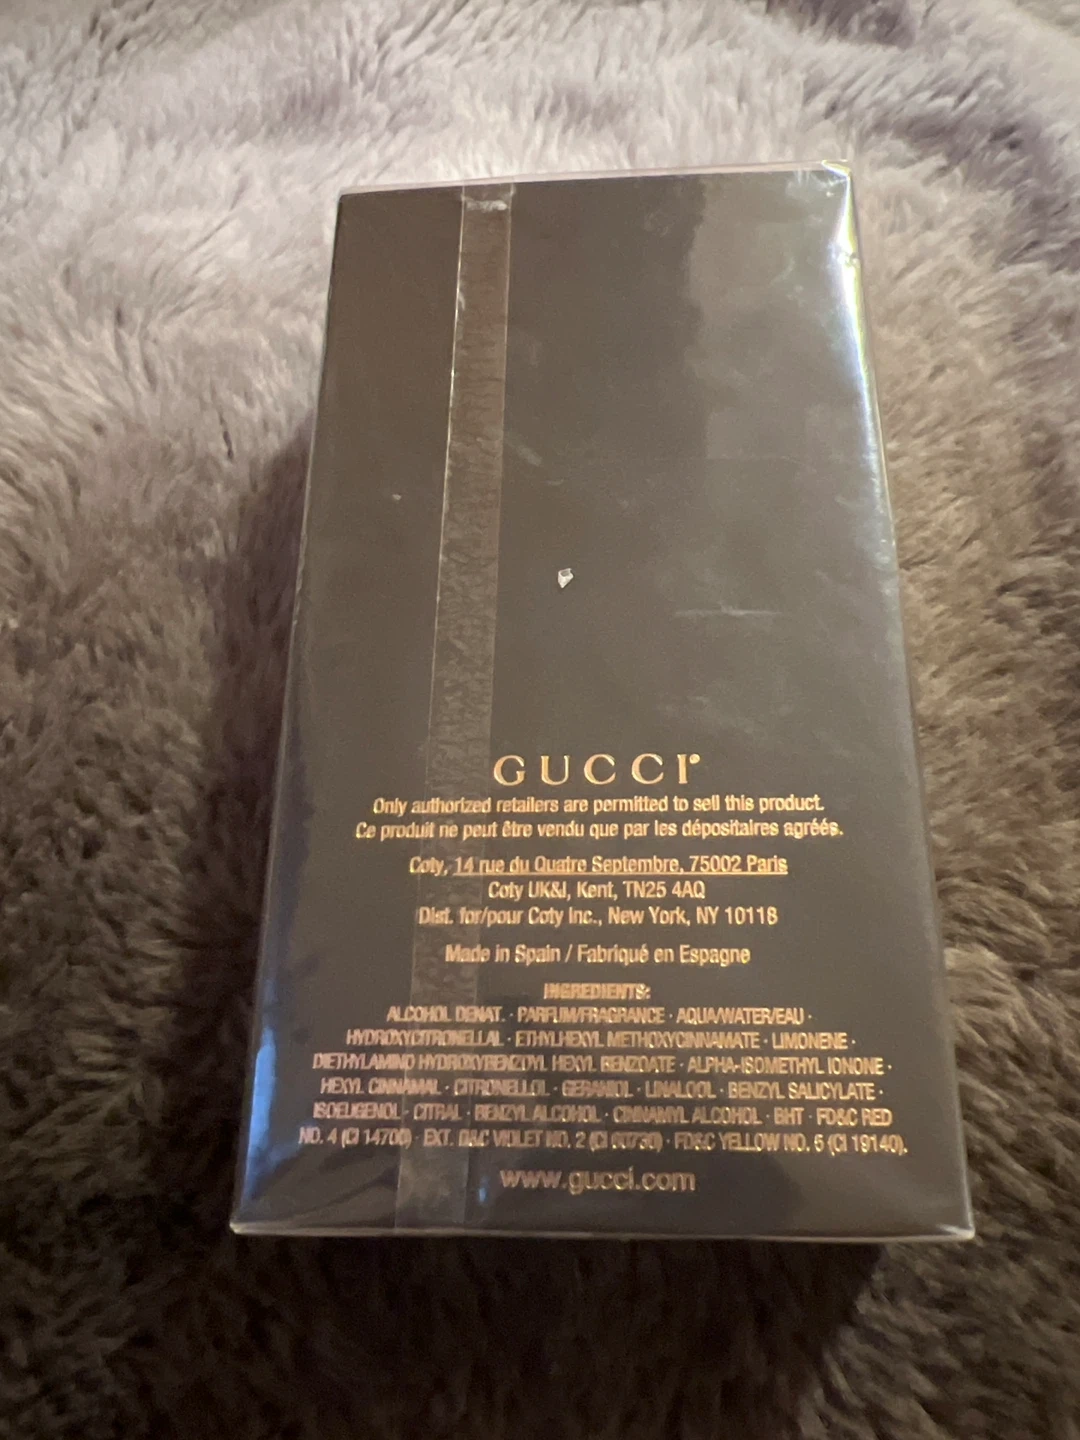 GUCCI®
Only authorized retailers are permitted to sell this product.
Ce produit ne peut être vendu que par les dépositaires agréés.
Coty, 14 rue du Quatre Septembre, 75002 Paris
Coty UK&I, Kent, TN25 4AQ
Dist. for/pour Coty Inc., New York, NY 10118
Made in Spain / Fabriqué en Espagne
INGREDIENTS:
ALCOHOL DENAT. · PARFUM/FRAGRANCE · AQUA/WATER/EAU ·
HYDROXYCITRONELLAL · ETHYLHEXYL METHOXYCINNAMATE · LIMONENE ·
DIETHYLAMINO HYDROXYBENZOYL HEXYL BENZOATE · ALPHA-ISOMETHYL IONONE ·
HEXYL CINNAMAL · CITRONELLOL · GERANIOL · LINALOOL · BENZYL SALICYLATE ·
ISOEUGENOL · CITRAL · BENZYL ALCOHOL · CINNAMYL ALCOHOL · BHT · FD&C RED
NO. 4 (CI 14700) · EXT. D&C VIOLET NO. 2 (CI 60730) · FD&C YELLOW NO. 5 (CI 19140).
www.gucci.com